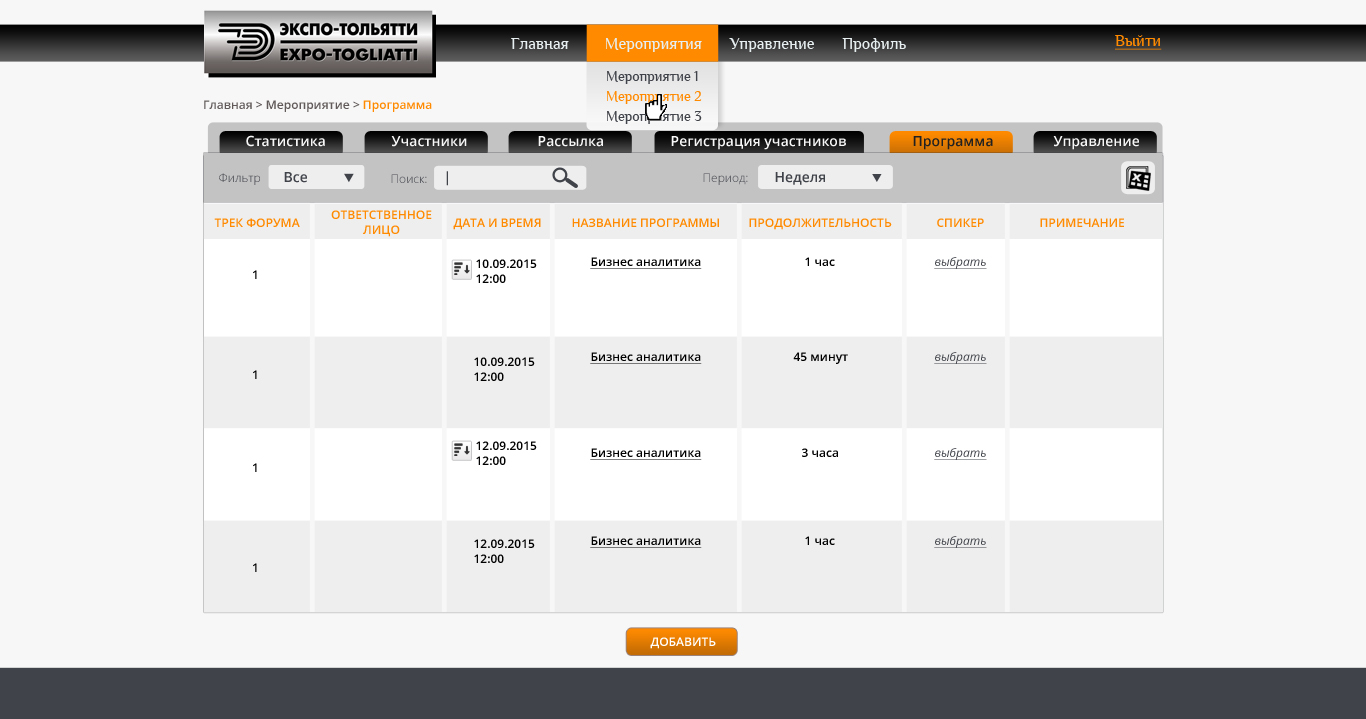 ЭКСПО-ТОЛЬЯТТИ
EXPO-TOGLIATTI
Главная Мероприятия Управление Профиль Выйти
Мероприятие 1
Мероприятие 2
Мероприятие 3
Главная > Мероприятие > Программа
Статистика Участники Рассылка Регистрация участников Программа Управление
Фильтр Все Поиск: Период: Неделя
ТРЕК ФОРУМА ОТВЕТСТВЕННОЕ ЛИЦО ДАТА И ВРЕМЯ НАЗВАНИЕ ПРОГРАММЫ ПРОДОЛЖИТЕЛЬНОСТЬ СПИКЕР ПРИМЕЧАНИЕ
1 10.09.2015 12:00 Бизнес аналитика 1 час выбрать
1 10.09.2015 12:00 Бизнес аналитика 45 минут выбрать
1 12.09.2015 12:00 Бизнес аналитика 3 часа выбрать
1 12.09.2015 12:00 Бизнес аналитика 1 час выбрать
ДОБАВИТЬ